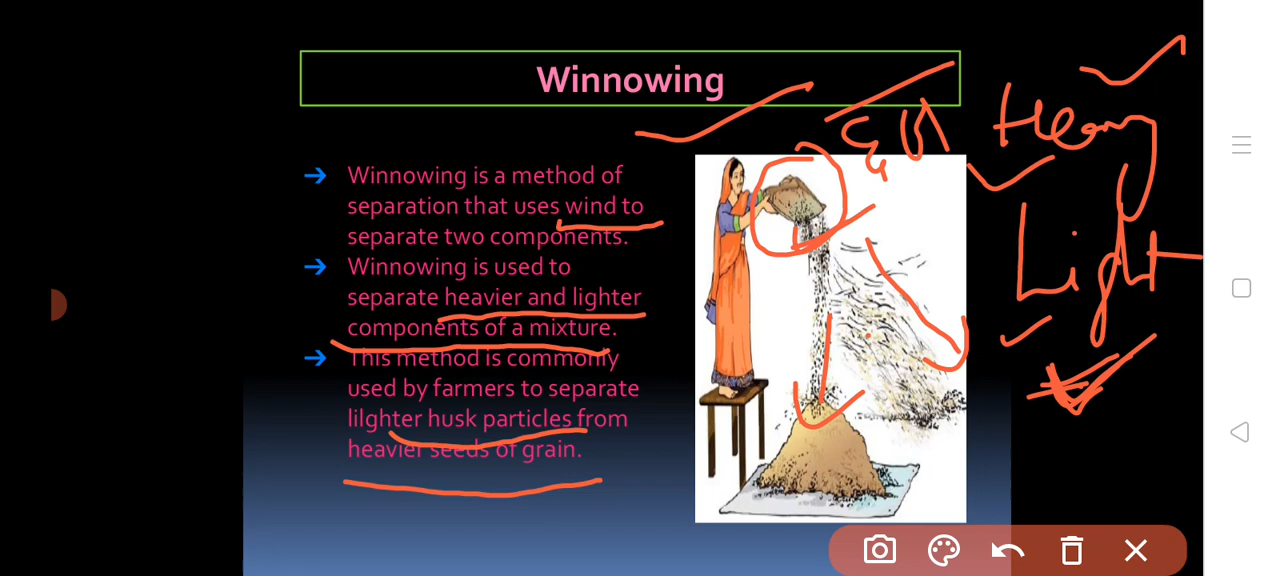 Winnowing
Winnowing is a method of
separation that uses wind to
separate two components.
Winnowing is used to
separate heavier and lighter
components of a mixture.
This method is commonly
used by farmers to separate
lilghter husk particles from
heavier seeds of grain.
Heavy
Light